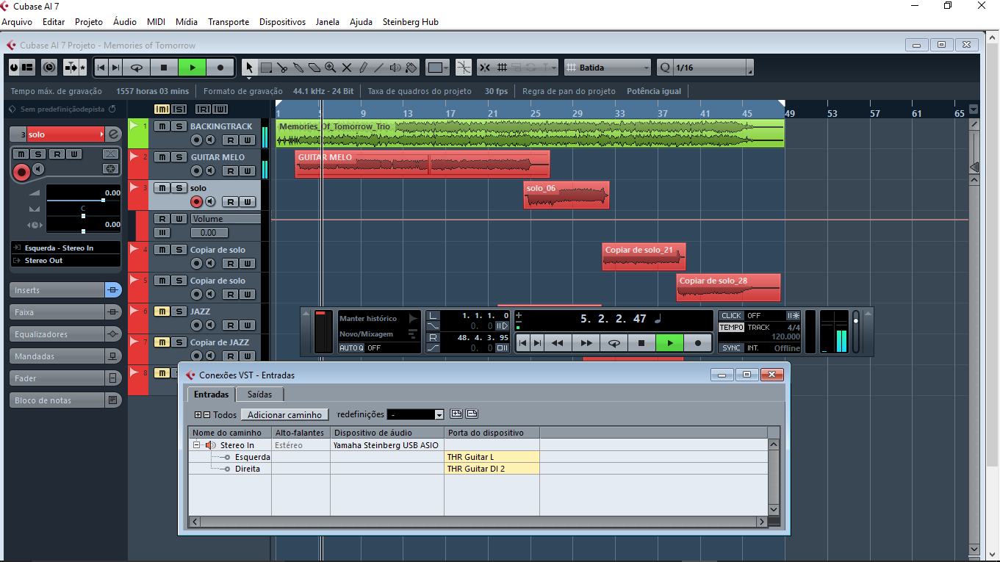 Cubase AI 7
Arquivo Editar Projeto Áudio MIDI Mídia Transporte Dispositivos Janela Ajuda Steinberg Hub
Cubase AI 7 Projeto - Memories of Tomorrow
Batida Q 1/16
Tempo máx. de gravação 1557 horas 03 mins Formato de gravação 44.1 kHz - 24 Bit Taxa de quadros do projeto 30 fps Regra de pan do projeto Potência igual
Sem predefiniçãodepista m S R W
1 5 9 13 17 21 25 29 33 37 41 45 49 53 57 61 65
3 solo
m S R W
0.00
C
0.00
Esquerda - Stereo In
Stereo Out
Inserts
Faixa
Equalizadores
Mandadas
Fader
Bloco de notas
1 m S BACKINGTRACK
R W
2 m S GUITAR MELO
R W
3 m S solo
R W
R W Volume
0.00
4 m S Copiar de solo
R W
5 m S Copiar de solo
R W
6 m S JAZZ
R W
7 m S Copiar de JAZZ
R W
8 m S
Memories_Of_Tomorrow_Trio
GUITAR MELO
solo_06
Copiar de solo_21
Copiar de solo_28
Manter histórico
Novo/Mixagem
AUTO Q OFF
L 1. 1. 1. 0
0. 0
R 48. 4. 3. 95
0. 0
5. 2. 2. 47
CLICK OFF
TEMPO TRACK 4/4
120.000
SYNC INT. Offline
Conexões VST - Entradas
Entradas Saídas
Todos Adicionar caminho redefinições -
Nome do caminho Alto-falantes Dispositivo de áudio Porta do dispositivo
Stereo In Estéreo Yamaha Steinberg USB ASIO
Esquerda THR Guitar L
Direita THR Guitar DI 2